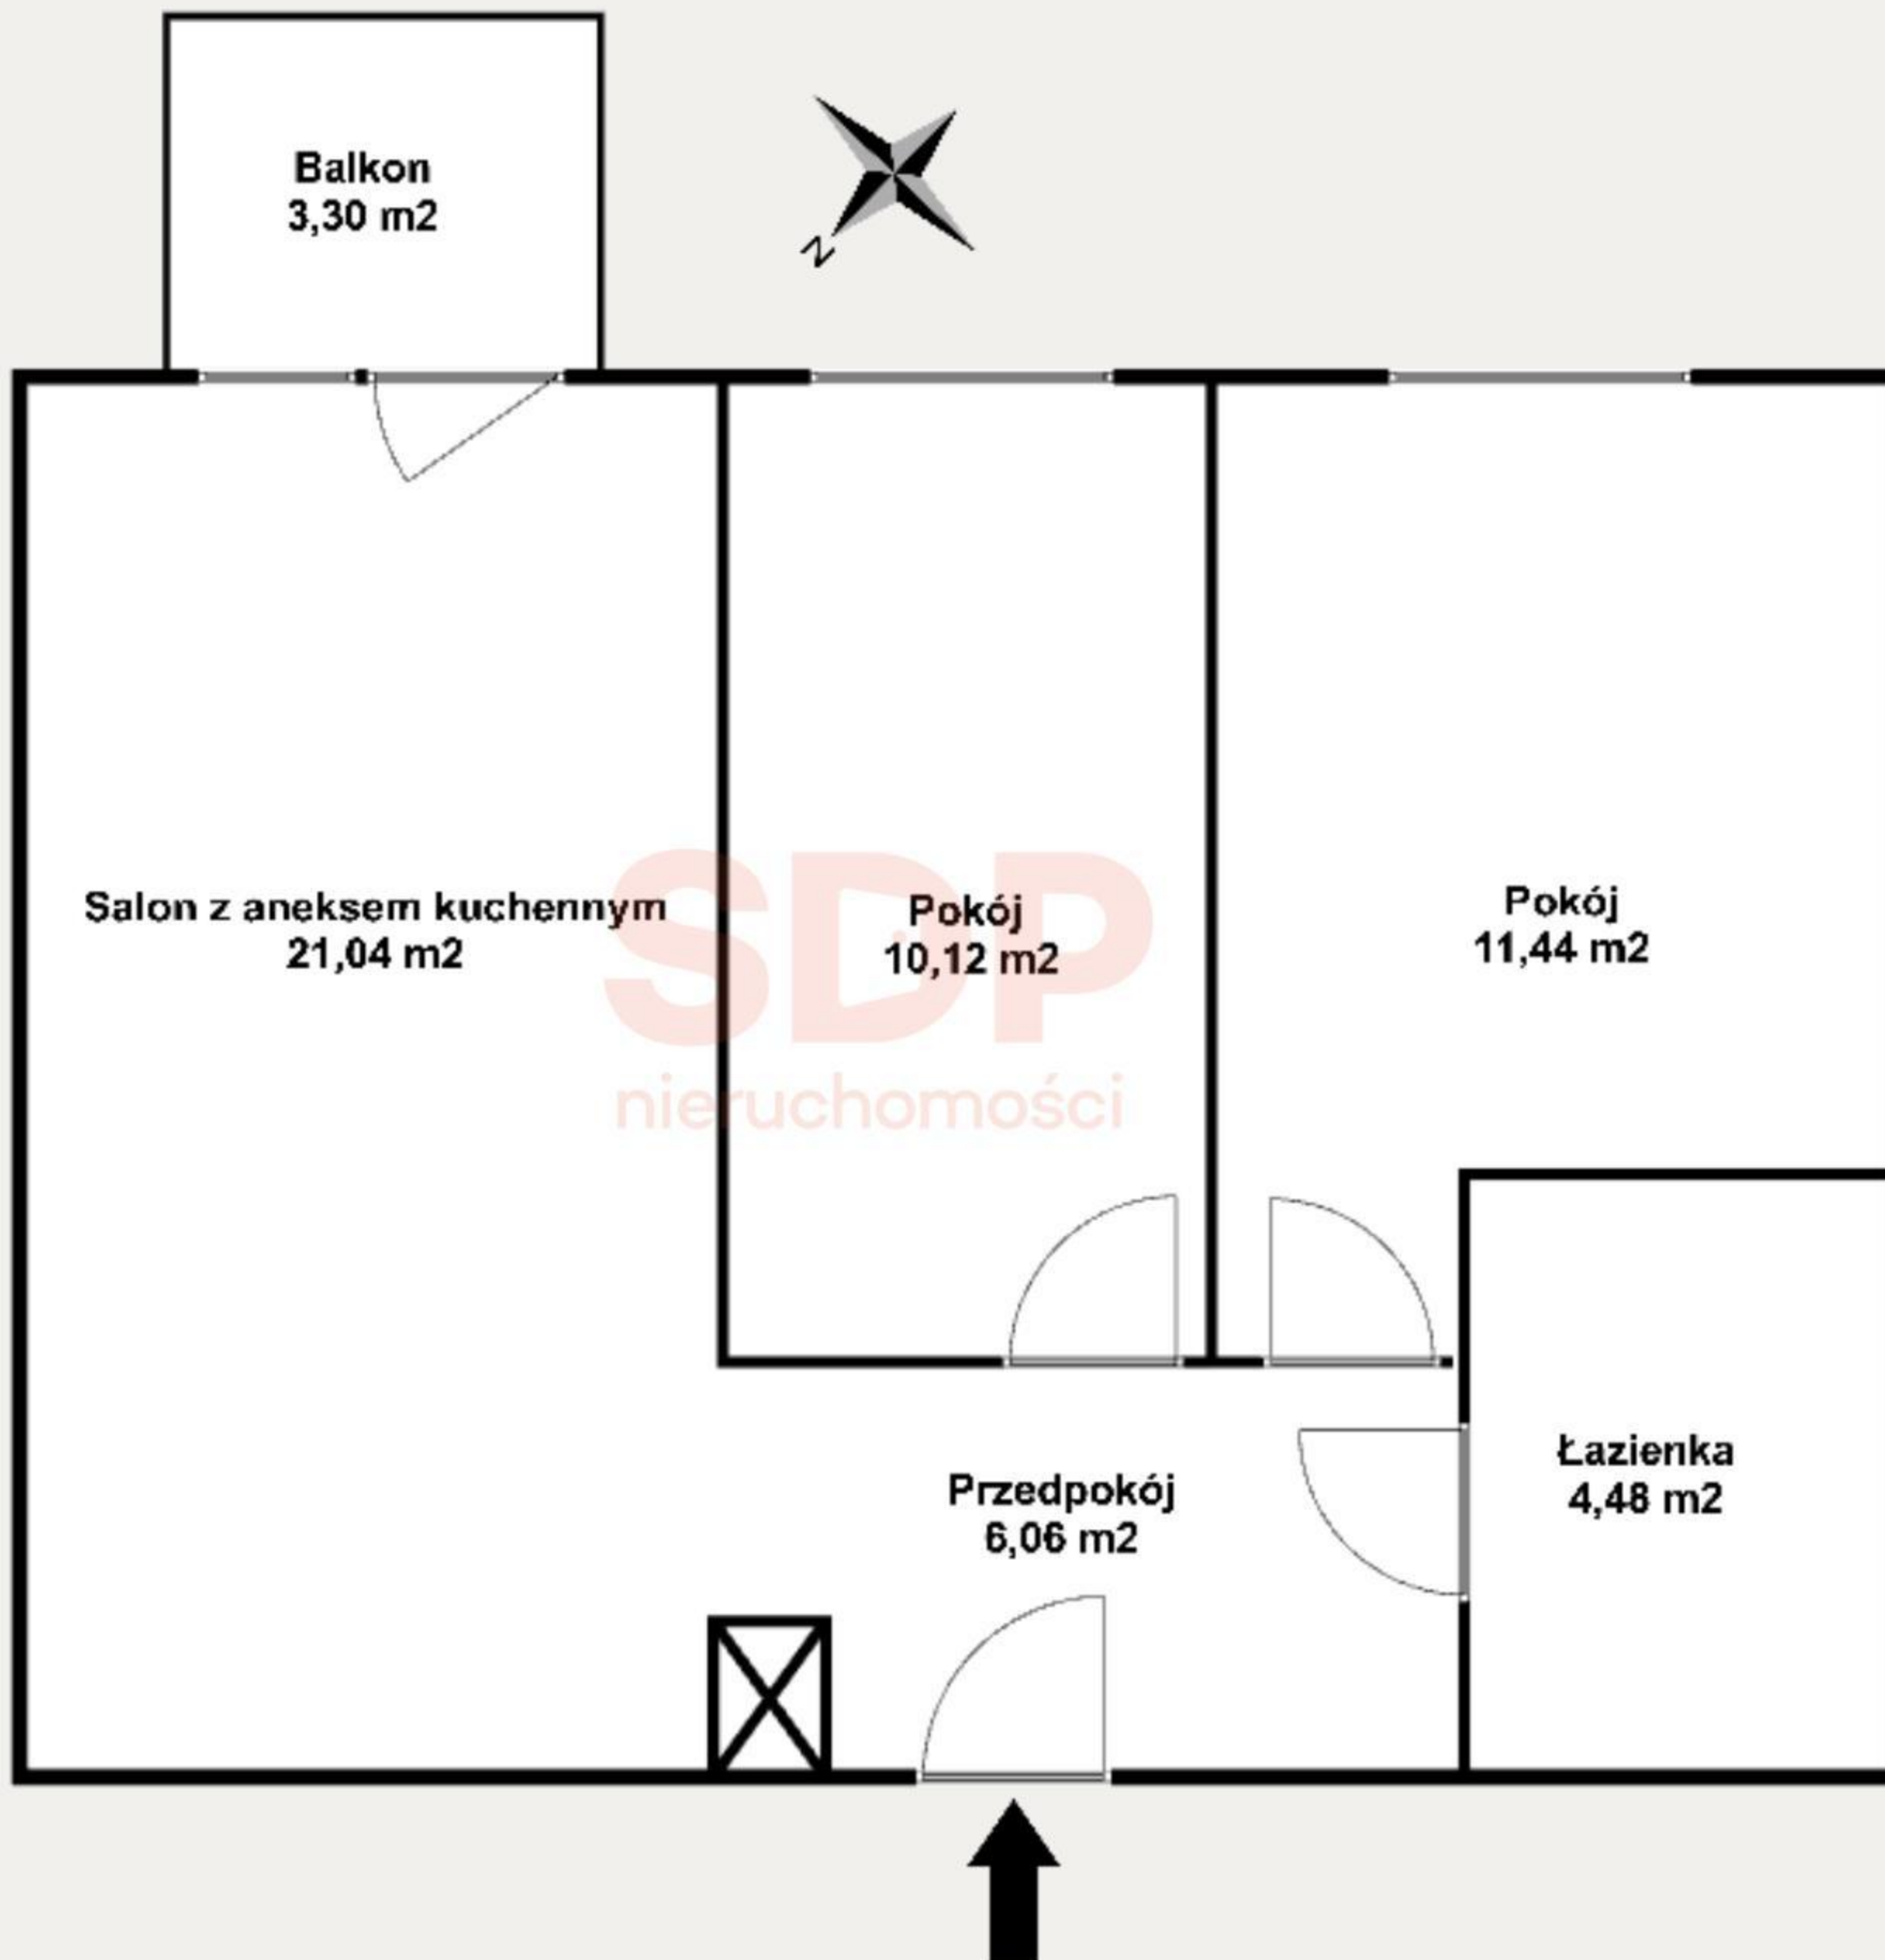 Balkon
3,30 m2
N
Salon z aneksem kuchennym
21,04 m2
Pokój
10,12 m2
Pokój
11,44 m2
SDP
nieruchomości
Przedpokój
6,06 m2
Łazienka
4,48 m2